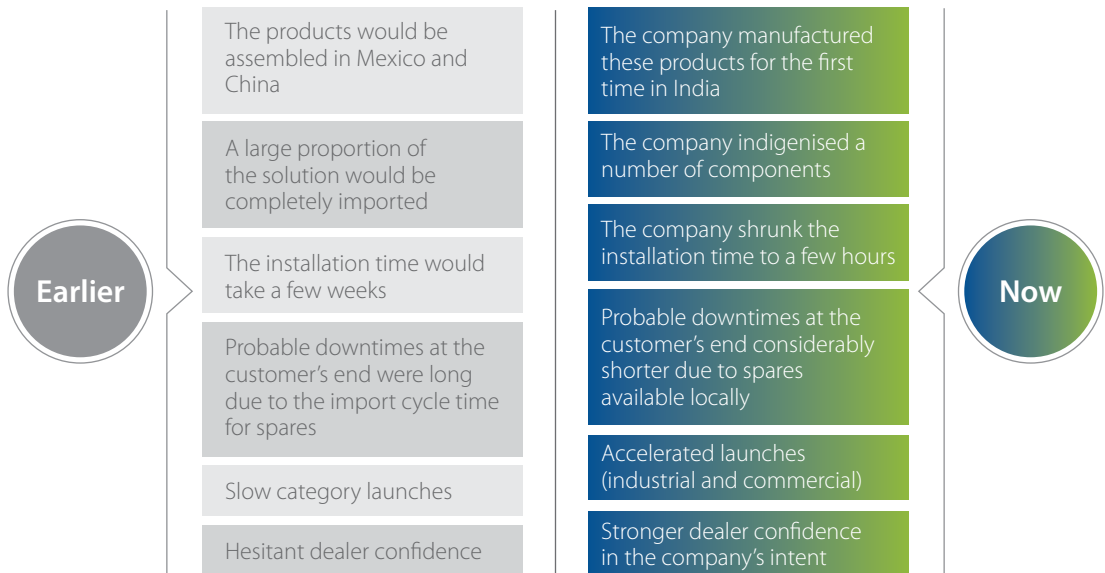 Earlier
The products would be
assembled in Mexico and
China
A large proportion of
the solution would be
completely imported
The installation time would
take a few weeks
Probable downtimes at the
customer’s end were long
due to the import cycle time
for spares
Slow category launches
Hesitant dealer confidence
The company manufactured
these products for the first
time in India
The company indigenised a
number of components
The company shrunk the
installation time to a few hours
Probable downtimes at the
customer’s end considerably
shorter due to spares
available locally
Accelerated launches
(industrial and commercial)
Stronger dealer confidence
in the company’s intent
Now